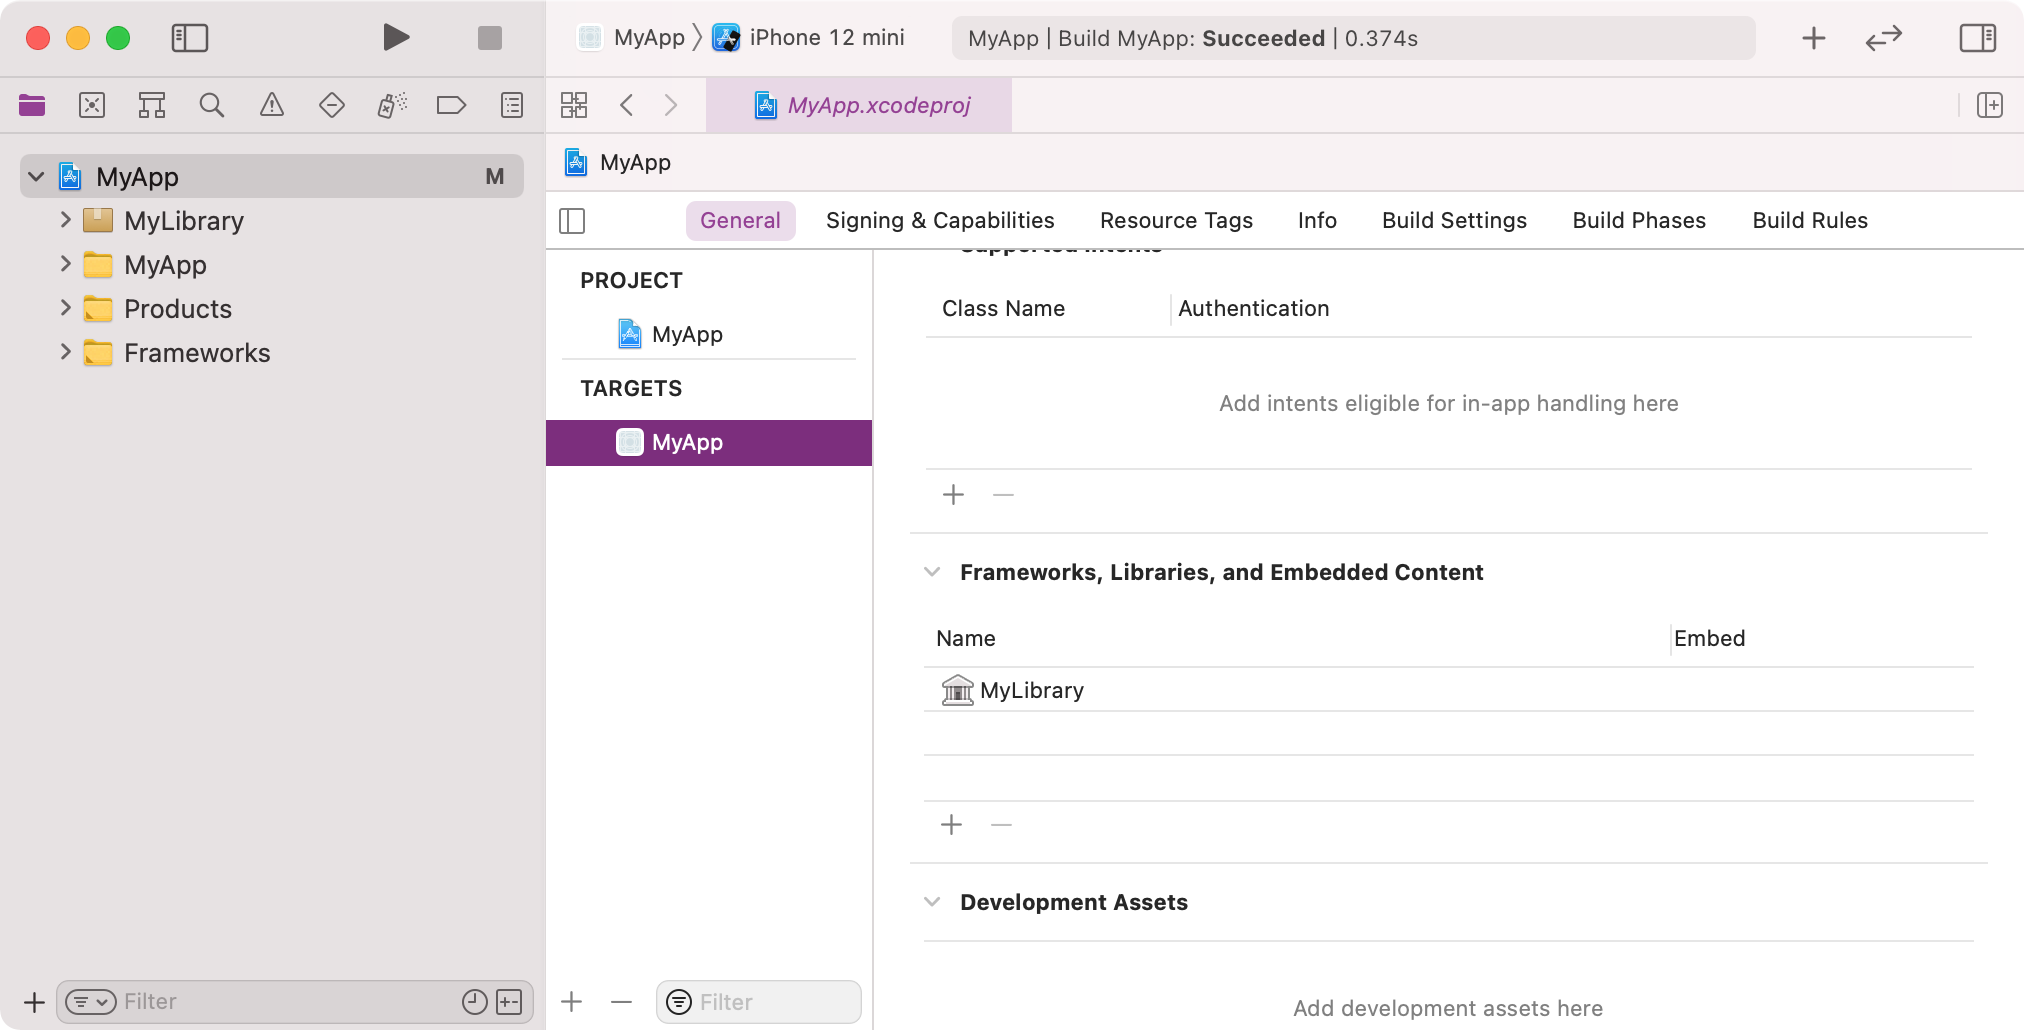 MyApp
iPhone 12 mini
MyApp | Build MyApp: Succeeded | 0.374s
MyApp.xcodeproj
MyApp M
MyLibrary
MyApp
Products
Frameworks
Filter
MyApp
General Signing & Capabilities Resource Tags Info Build Settings Build Phases Build Rules
PROJECT
MyApp
TARGETS
MyApp
Filter
Supported Intents
Class Name Authentication
Add intents eligible for in-app handling here
Frameworks, Libraries, and Embedded Content
Name Embed
MyLibrary
Development Assets
Add development assets here